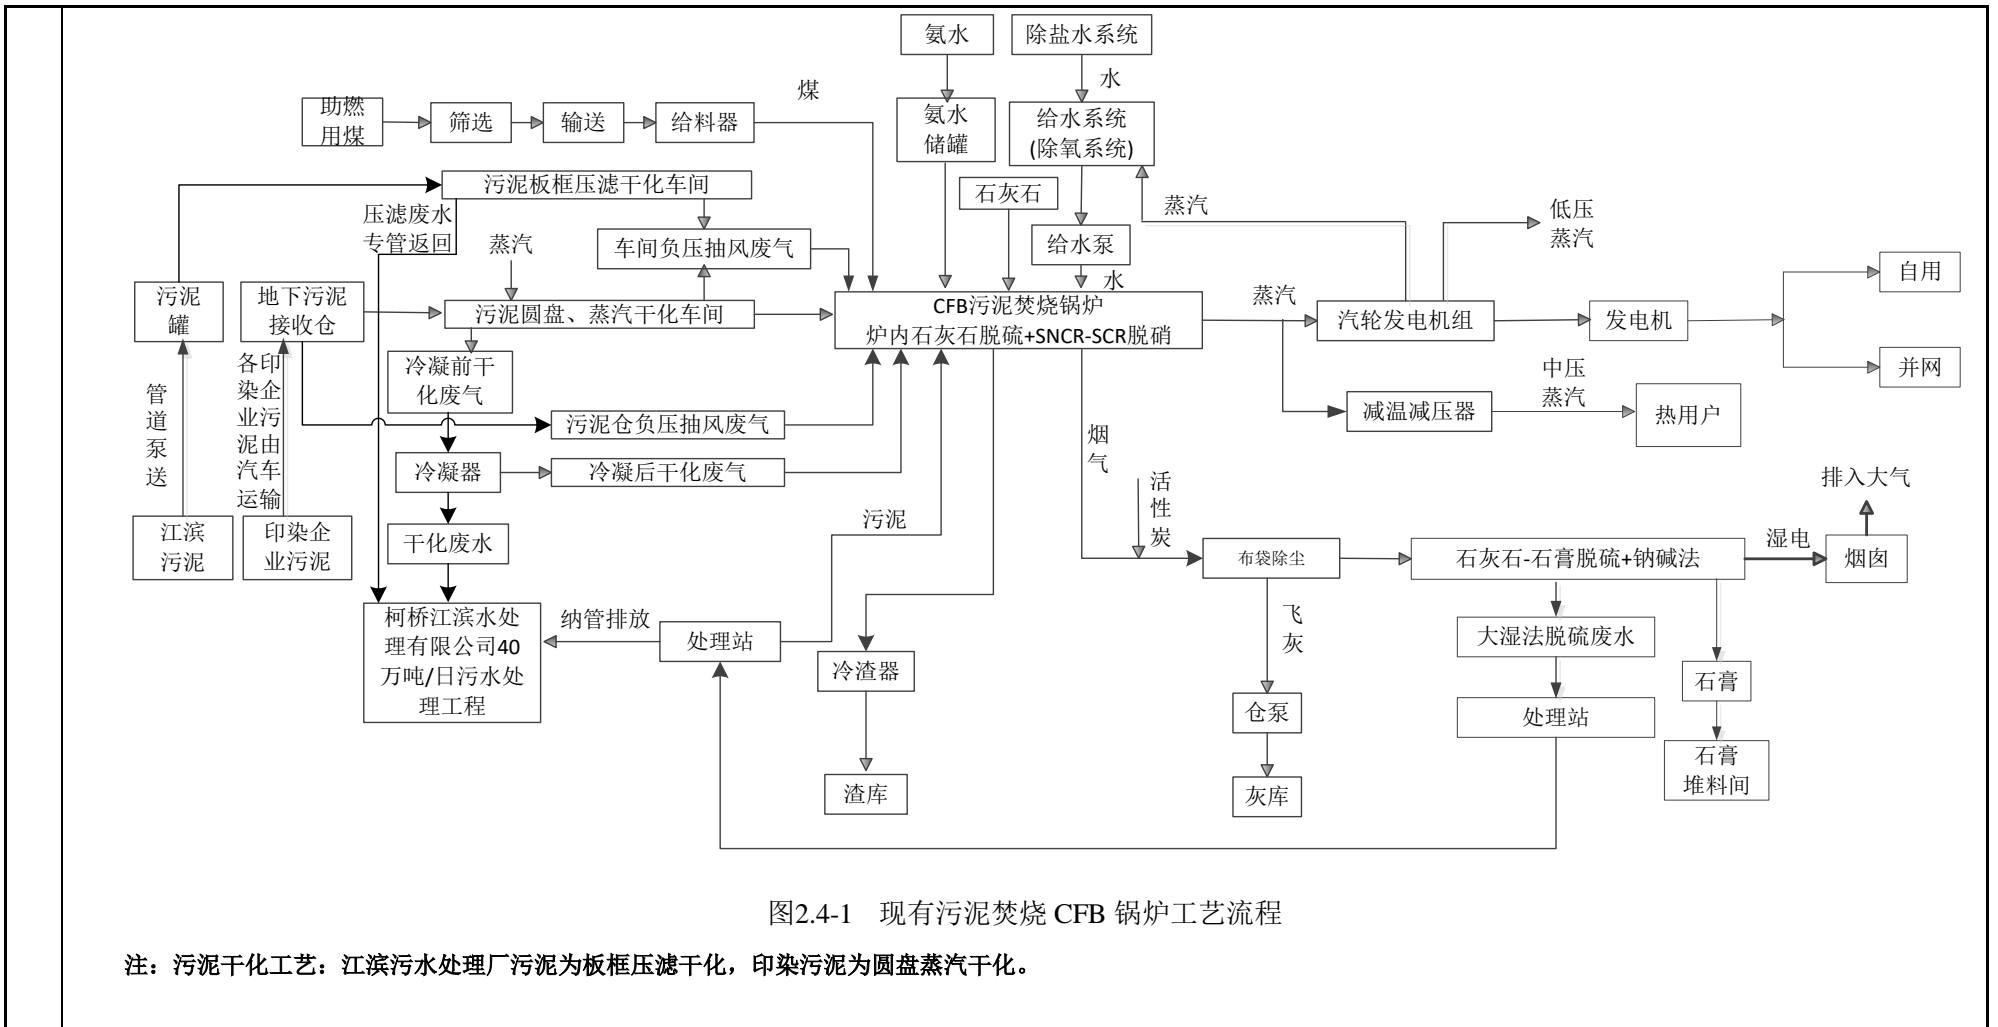 氨水
除盐水系统
水
煤
助燃
用煤
筛选
输送
给料器
氨水
储罐
给水系统
(除氧系统)
污泥板框压滤干化车间
石灰石
压滤废水
专管返回
蒸汽
车间负压抽风废气
给水泵
水
蒸汽
低压
蒸汽
污泥
罐
地下污泥
接收仓
污泥圆盘、蒸汽干化车间
CFB污泥焚烧锅炉
炉内石灰石脱硫+SNCR-SCR脱硝
蒸汽
汽轮发电机组
发电机
自用
并网
管
道
泵
送
各印
染企
业污
泥由
汽车
运输
冷凝前干
化废气
污泥仓负压抽风废气
减温减压器
中压
蒸汽
热用户
冷凝器
冷凝后干化废气
烟
气
活
性
炭
排入大气
江滨
污泥
印染企
业污泥
干化废水
污泥
布袋除尘
石灰石-石膏脱硫+钠碱法
湿电
烟囱
柯桥江滨水处
理有限公司40
万吨/日污水处
理工程
纳管排放
处理站
冷渣器
渣库
飞
灰
仓泵
灰库
大湿法脱硫废水
处理站
石膏
石膏
堆料间
图2.4-1 现有污泥焚烧 CFB 锅炉工艺流程
注：污泥干化工艺：江滨污水处理厂污泥为板框压滤干化，印染污泥为圆盘蒸汽干化。